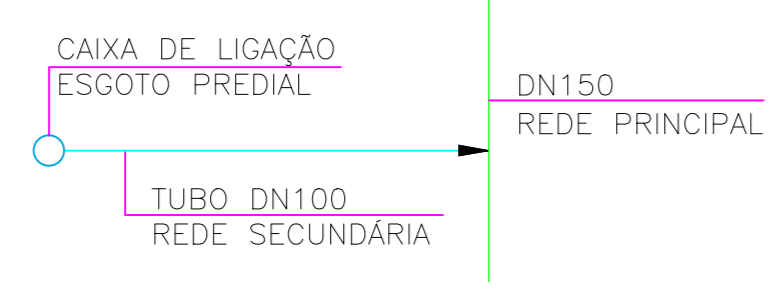 CAIXA DE LIGAÇÃO
ESGOTO PREDIAL
DN150
REDE PRINCIPAL
TUBO DN100
REDE SECUNDÁRIA